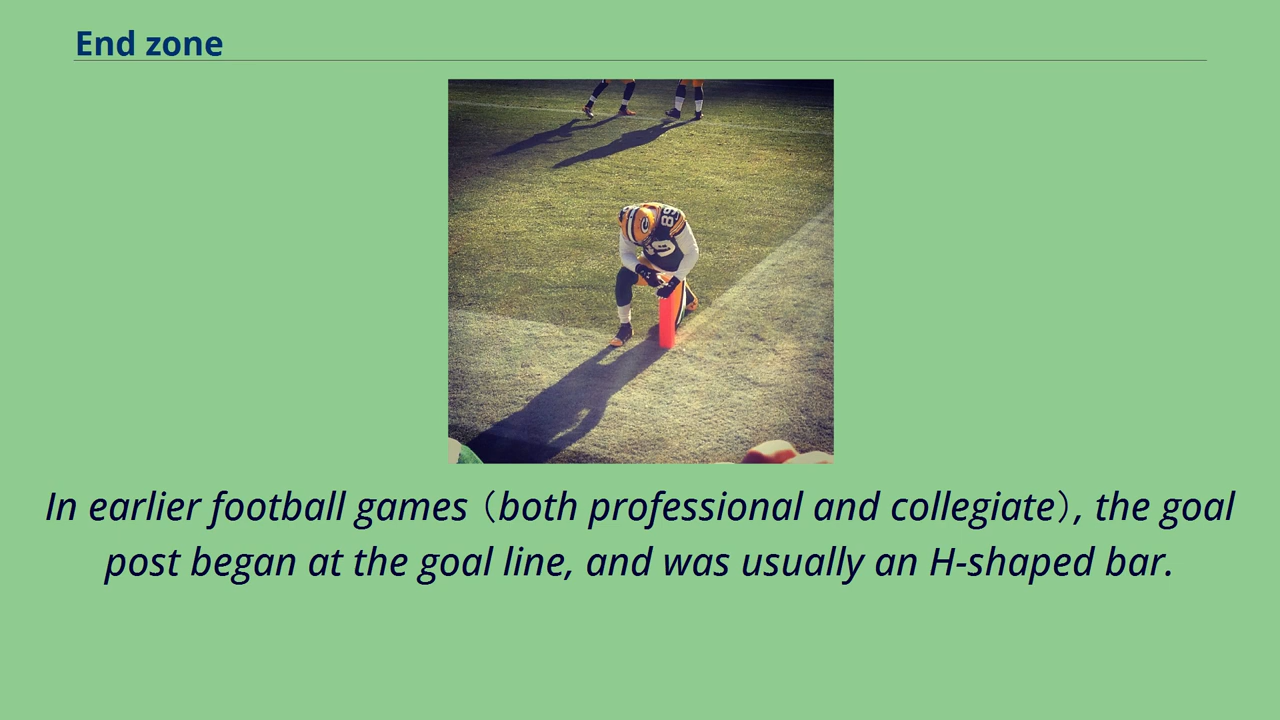 End zone
In earlier football games（both professional and collegiate）, the goal
post began at the goal line, and was usually an H-shaped bar.